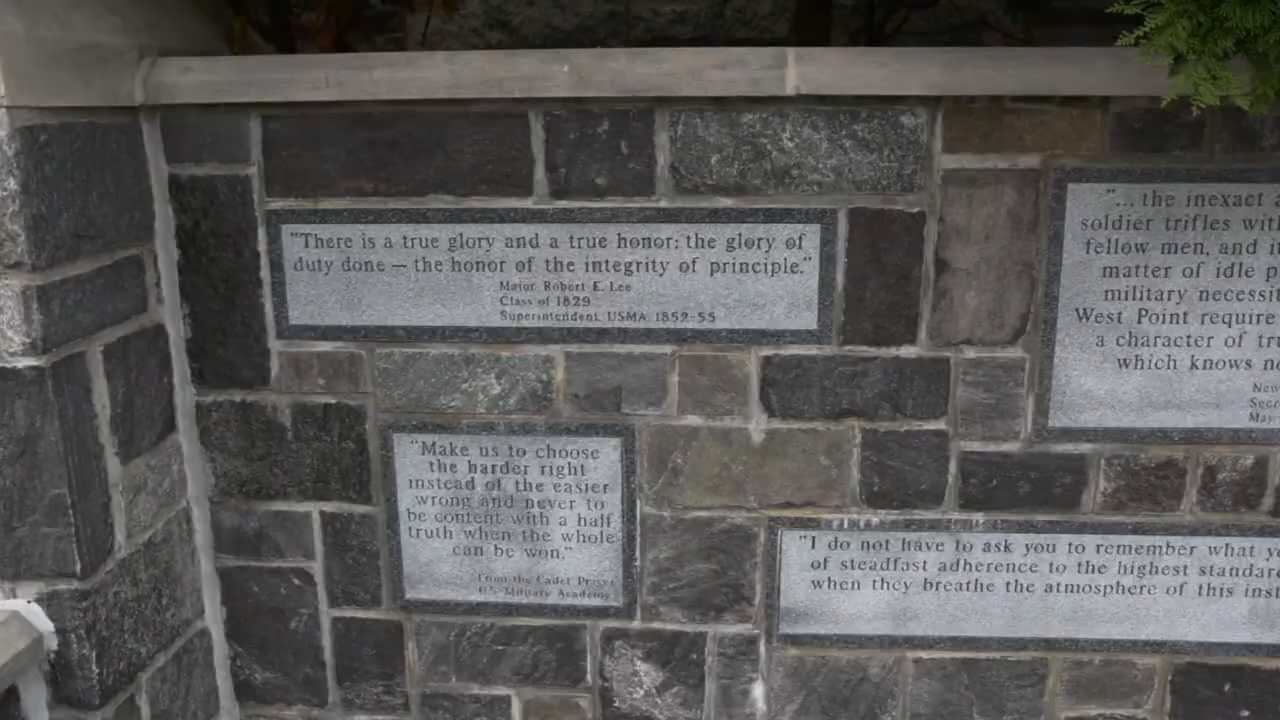 "There is a true glory and a true honor: the glory of
duty done — the honor of the integrity of principle."
Major Robert E. Lee
Class of 1829
Superintendent, USMA, 1852-55
"... the inexact
soldier trifles
fellow men, and
matter of idle
military
West Point require
a character of
which knows
"Make us to choose
the harder right
instead of the easier
wrong and never to
be content with a half
truth when the whole
can be won."
From the Cadet Prayer
U.S. Military Academy
"I do not have to ask you to remember what
of steadfast adherence to the highest
when they breathe the atmosphere of this